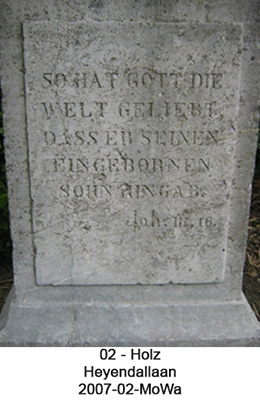 SO HAT GOTT DIE
WELT GELIEBT,
DASS ER SEINEN
EINGEBORNEN
SOHN HINGAB.
Joh. III, 16.
02 - Holz
Heyendallaan
2007-02-MoWa